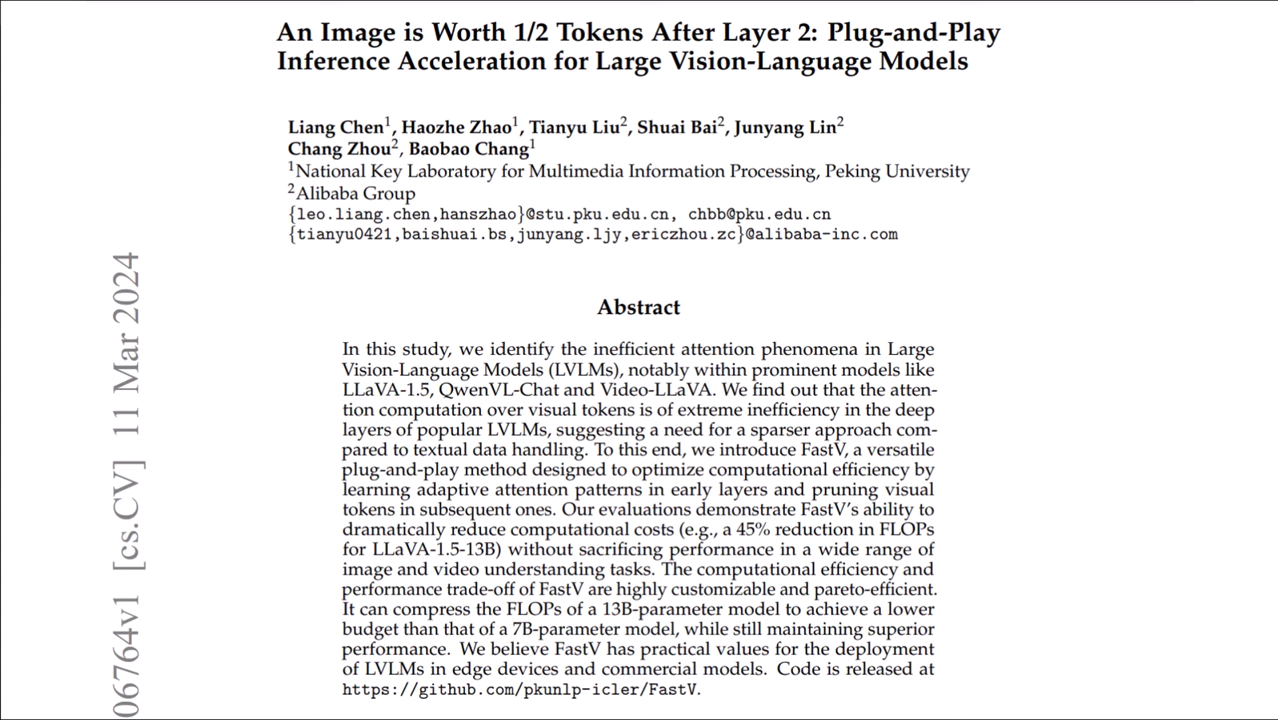 An Image is Worth 1/2 Tokens After Layer 2: Plug-and-Play
Inference Acceleration for Large Vision-Language Models
Liang Chen1, Haozhe Zhao1, Tianyu Liu2, Shuai Bai2, Junyang Lin2
Chang Zhou2, Baobao Chang1
1National Key Laboratory for Multimedia Information Processing, Peking University
2Alibaba Group
{leo.liang.chen,hanszhao}@stu.pku.edu.cn, chbb@pku.edu.cn
{tianyu0421,baishuai.bs,junyang.ljy,ericzhou.zc}@alibaba-inc.com
Abstract
In this study, we identify the inefficient attention phenomena in Large
Vision-Language Models (LVLMs), notably within prominent models like
LLaVA-1.5, QwenVL-Chat and Video-LLaVA. We find out that the atten-
tion computation over visual tokens is of extreme inefficiency in the deep
layers of popular LVLMs, suggesting a need for a sparser approach com-
pared to textual data handling. To this end, we introduce FastV, a versatile
plug-and-play method designed to optimize computational efficiency by
learning adaptive attention patterns in early layers and pruning visual
tokens in subsequent ones. Our evaluations demonstrate FastV's ability to
dramatically reduce computational costs (e.g., a 45% reduction in FLOPs
for LLaVA-1.5-13B) without sacrificing performance in a wide range of
image and video understanding tasks. The computational efficiency and
performance trade-off of FastV are highly customizable and pareto-efficient.
It can compress the FLOPs of a 13B-parameter model to achieve a lower
budget than that of a 7B-parameter model, while still maintaining superior
performance. We believe FastV has practical values for the deployment
of LVLMs in edge devices and commercial models. Code is released at
https://github.com/pkunlp-icler/FastV.
06764v1 [cs.CV] 11 Mar 2024